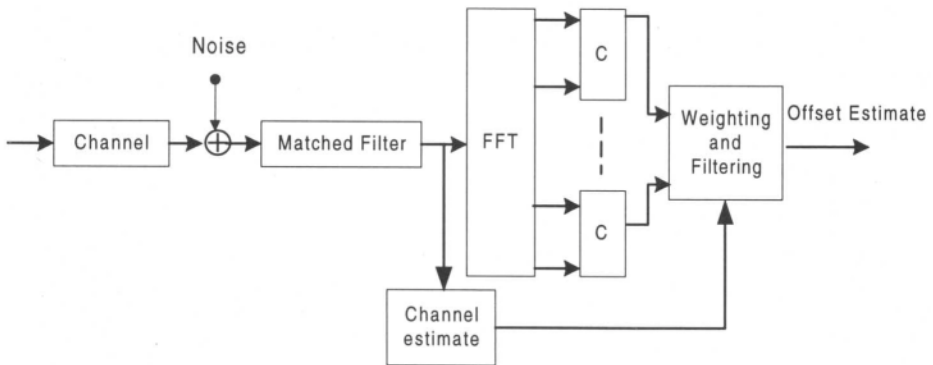 Noise
Channel
Matched Filter
FFT
C
C
Weighting
and
Filtering
Offset Estimate
Channel
estimate